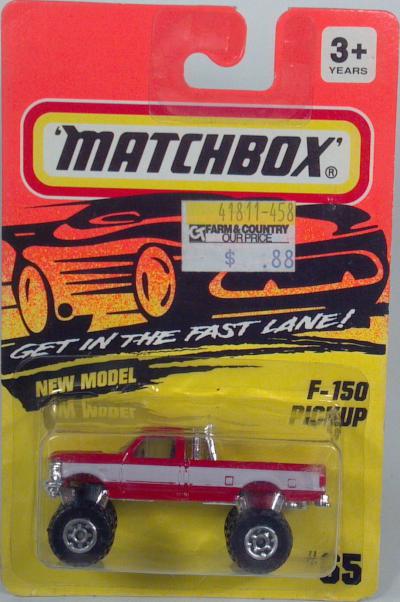 3+
YEARS
'MATCHBOX'®
41811-458
FARM & COUNTRY
OUR PRICE
$ .88
GET IN THE FAST LANE!
NEW MODEL
F-150
PICKUP
#65